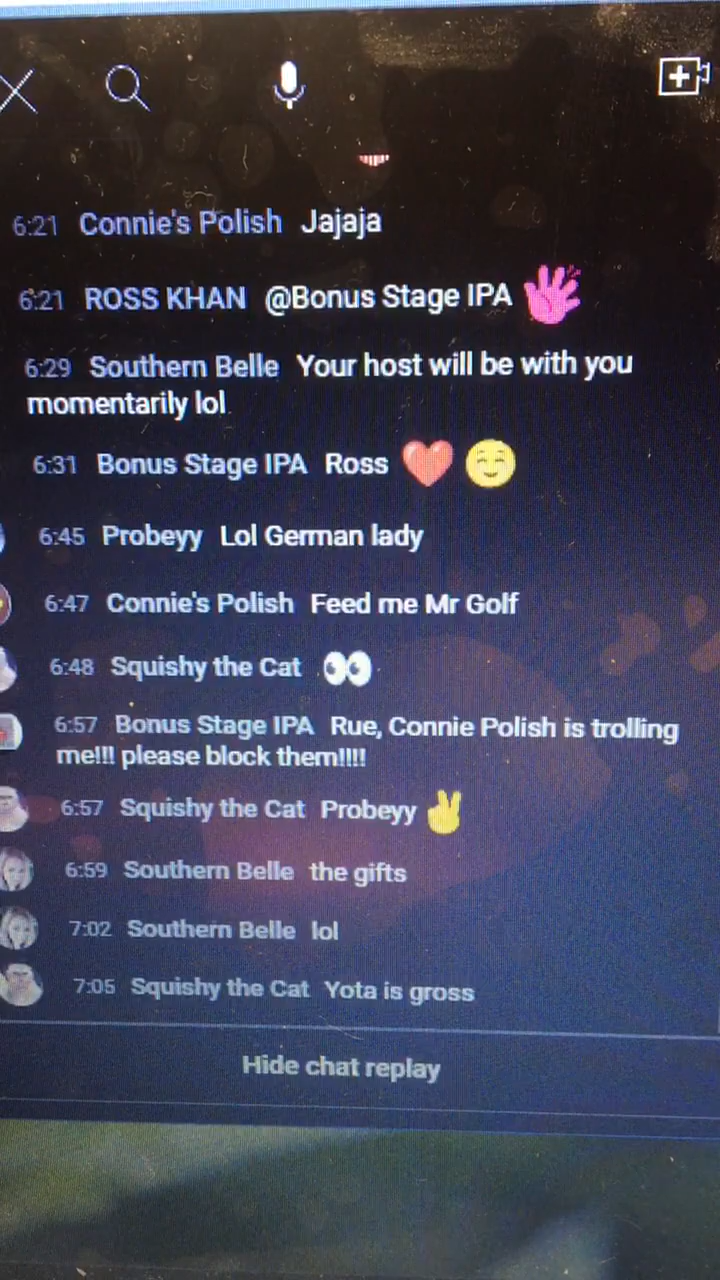 6:21 Connie's Polish Jajaja
6:21 ROSS KHAN @Bonus Stage IPA
6:29 Southern Belle Your host will be with you
momentarily lol
6:31 Bonus Stage IPA Ross
6:45 Probeyy Lol German lady
6:47 Connie's Polish Feed me Mr Golf
6:48 Squishy the Cat
6:57 Bonus Stage IPA Rue, Connie Polish is trolling
me!!! please block them!!!!
6:57 Squishy the Cat Probeyy
6:59 Southern Belle the gifts
7:02 Southern Belle lol
7:05 Squishy the Cat Yota is gross
Hide chat replay